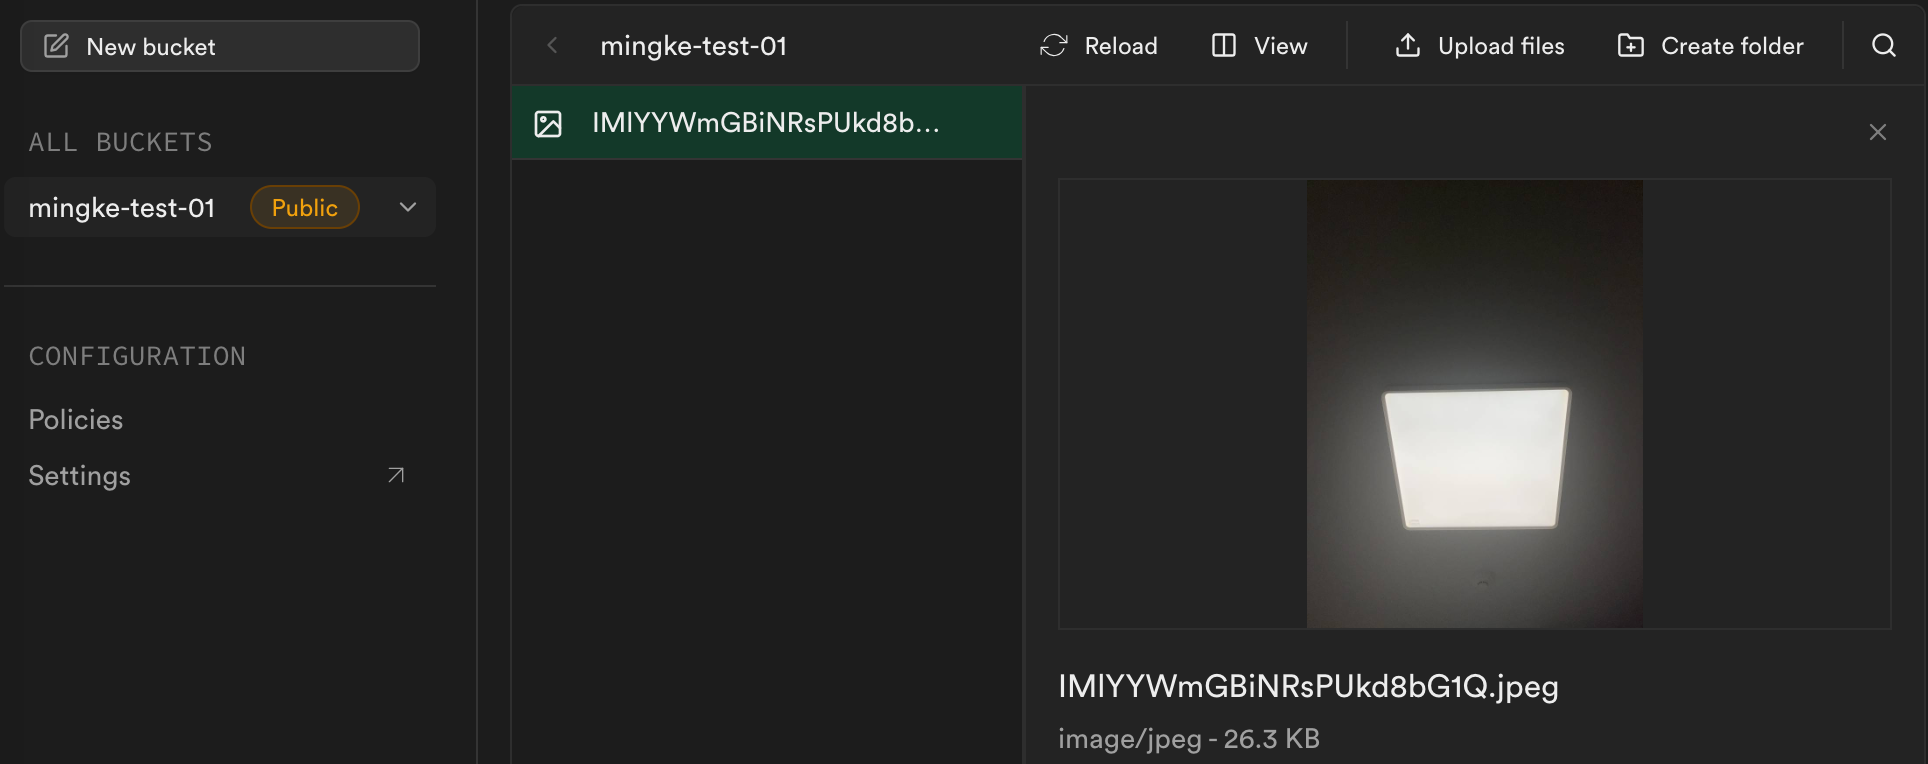 New bucket
ALL BUCKETS
mingke-test-01
Public
CONFIGURATION
Policies
Settings
mingke-test-01
Reload
View
Upload files
Create folder
IMIYYWmGBiNRsPUkd8b...
IMIYYWmGBiNRsPUkd8bG1Q.jpeg
image/jpeg - 26.3 KB